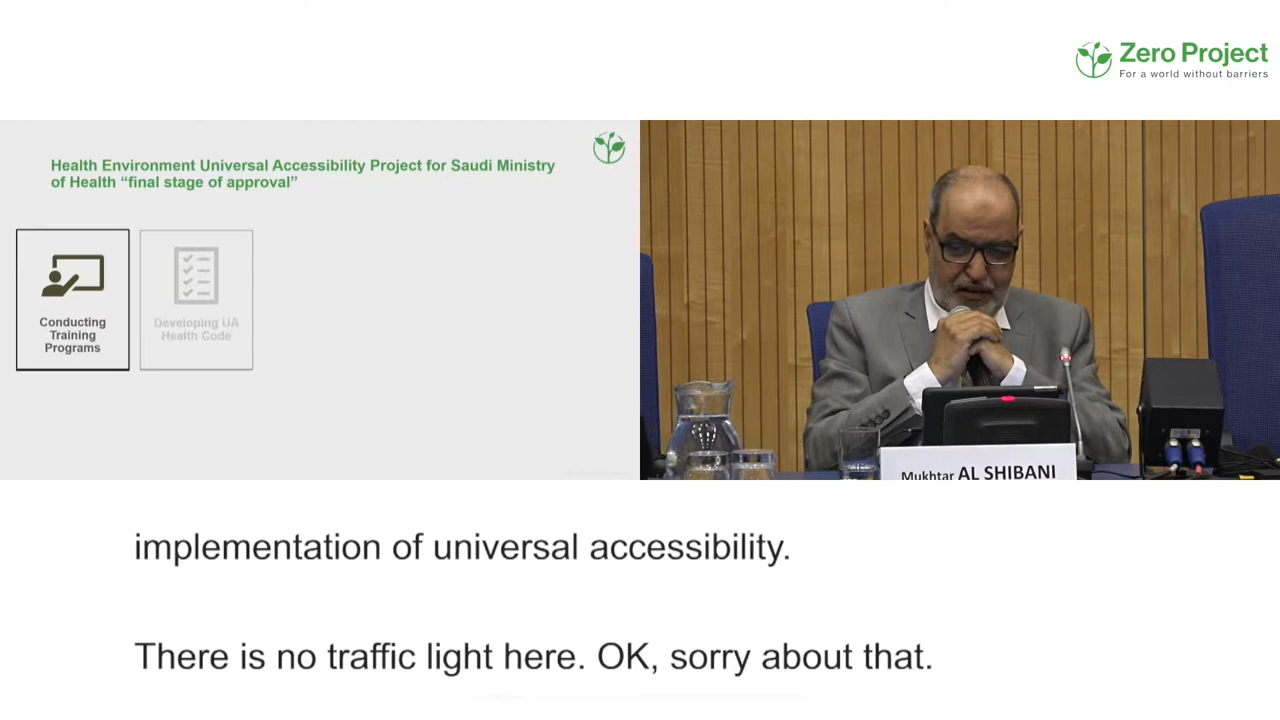 Zero Project
For a world without barriers
Health Environment Universal Accessibility Project for Saudi Ministry
of Health “final stage of approval”
Conducting
Training
Programs
Developing UA
Health Code
Mukhtar AL SHIBANI
implementation of universal accessibility.
There is no traffic light here. OK, sorry about that.